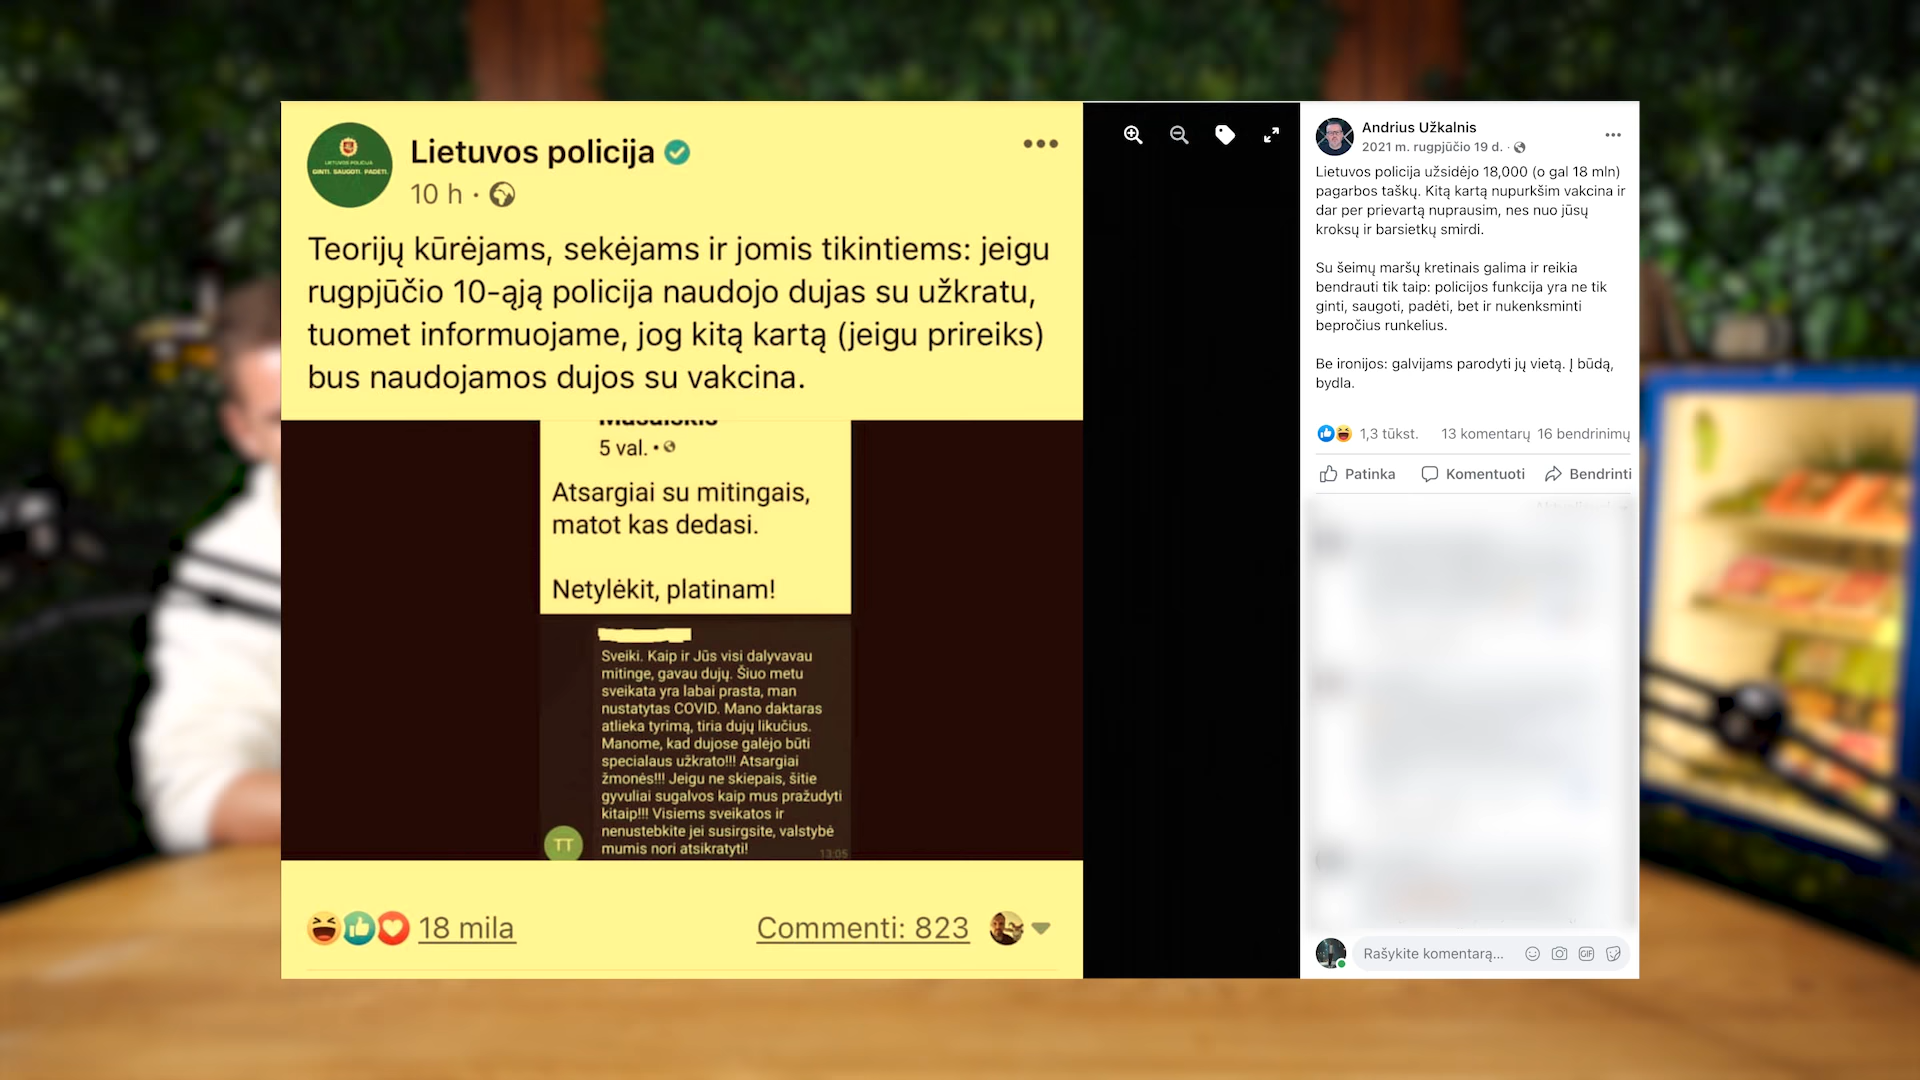 Lietuvos policija
10 h ·
LIETUVOS POLICIJA
GINTI. SAUGOTI. PADĖTI.
Teorijų kūrėjams, sekėjams ir jomis tikintiems: jeigu
rugpjūčio 10-ąją policija naudojo dujas su užkratu,
tuomet informuojame, jog kitą kartą (jeigu prireiks)
bus naudojamos dujos su vakcina.
5 val. •
Atsargiai su mitingais,
matot kas dedasi.
Netylėkit, platinam!
Sveiki. Kaip ir Jūs visi dalyvavau
mitinge, gavau dujų. Šiuo metu
sveikata yra labai prasta, man
nustatytas COVID. Mano daktaras
atlieka tyrimą, tiria dujų likučius.
Manome, kad dujose galėjo būti
specialaus užkrato!!! Atsargiai
žmonės!!! Jeigu ne skiepais, šitie
gyvuliai sugalvos kaip mus pražudyti
kitaip!!! Visiems sveikatos ir
nenustebkite jei susirgsite, valstybė
mumis nori atsikratyti!
13:05
TT
18 mila
Commenti: 823
Andrius Užkalnis
2021 m. rugpjūčio 19 d. ·
Lietuvos policija užsidėjo 18,000 (o gal 18 mln)
pagarbos taškų. Kitą kartą nupurkšim vakcina ir
dar per prievartą nuprausim, nes nuo jūsų
kroksų ir barsietkų smirdi.
Su šeimų maršų kretinais galima ir reikia
bendrauti tik taip: policijos funkcija yra ne tik
ginti, saugoti, padėti, bet ir nukenksminti
bepročius runkelius.
Be ironijos: galvijams parodyti jų vietą. Į būdą,
bydla.
1,3 tūkst.
13 komentarų
16 bendrinimų
Patinka
Komentuoti
Bendrinti
Rašykite komentarą...
GIF